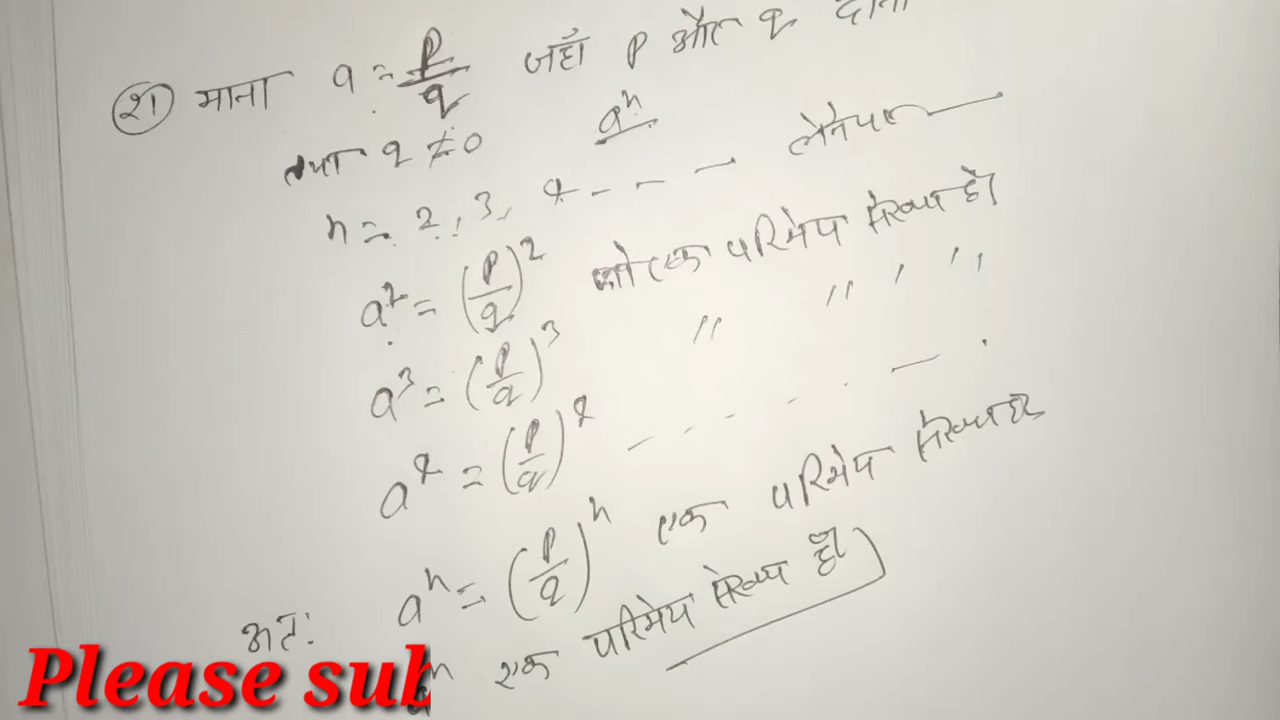 २१ माना a = p/q जहाँ p और q दोनों
तथा q ≠ 0 aⁿ
n = 2, 3, 4 - - - लेनेपर
a² = (p/q)² जो एक परिमेय संख्या है।
a³ = (p/q)³ " " " "
a⁴ = (p/q)⁴ - - - - - -
aⁿ = (p/q)ⁿ एक परिमेय संख्या है
अतः aⁿ एक परिमेय संख्या है।
Please sub